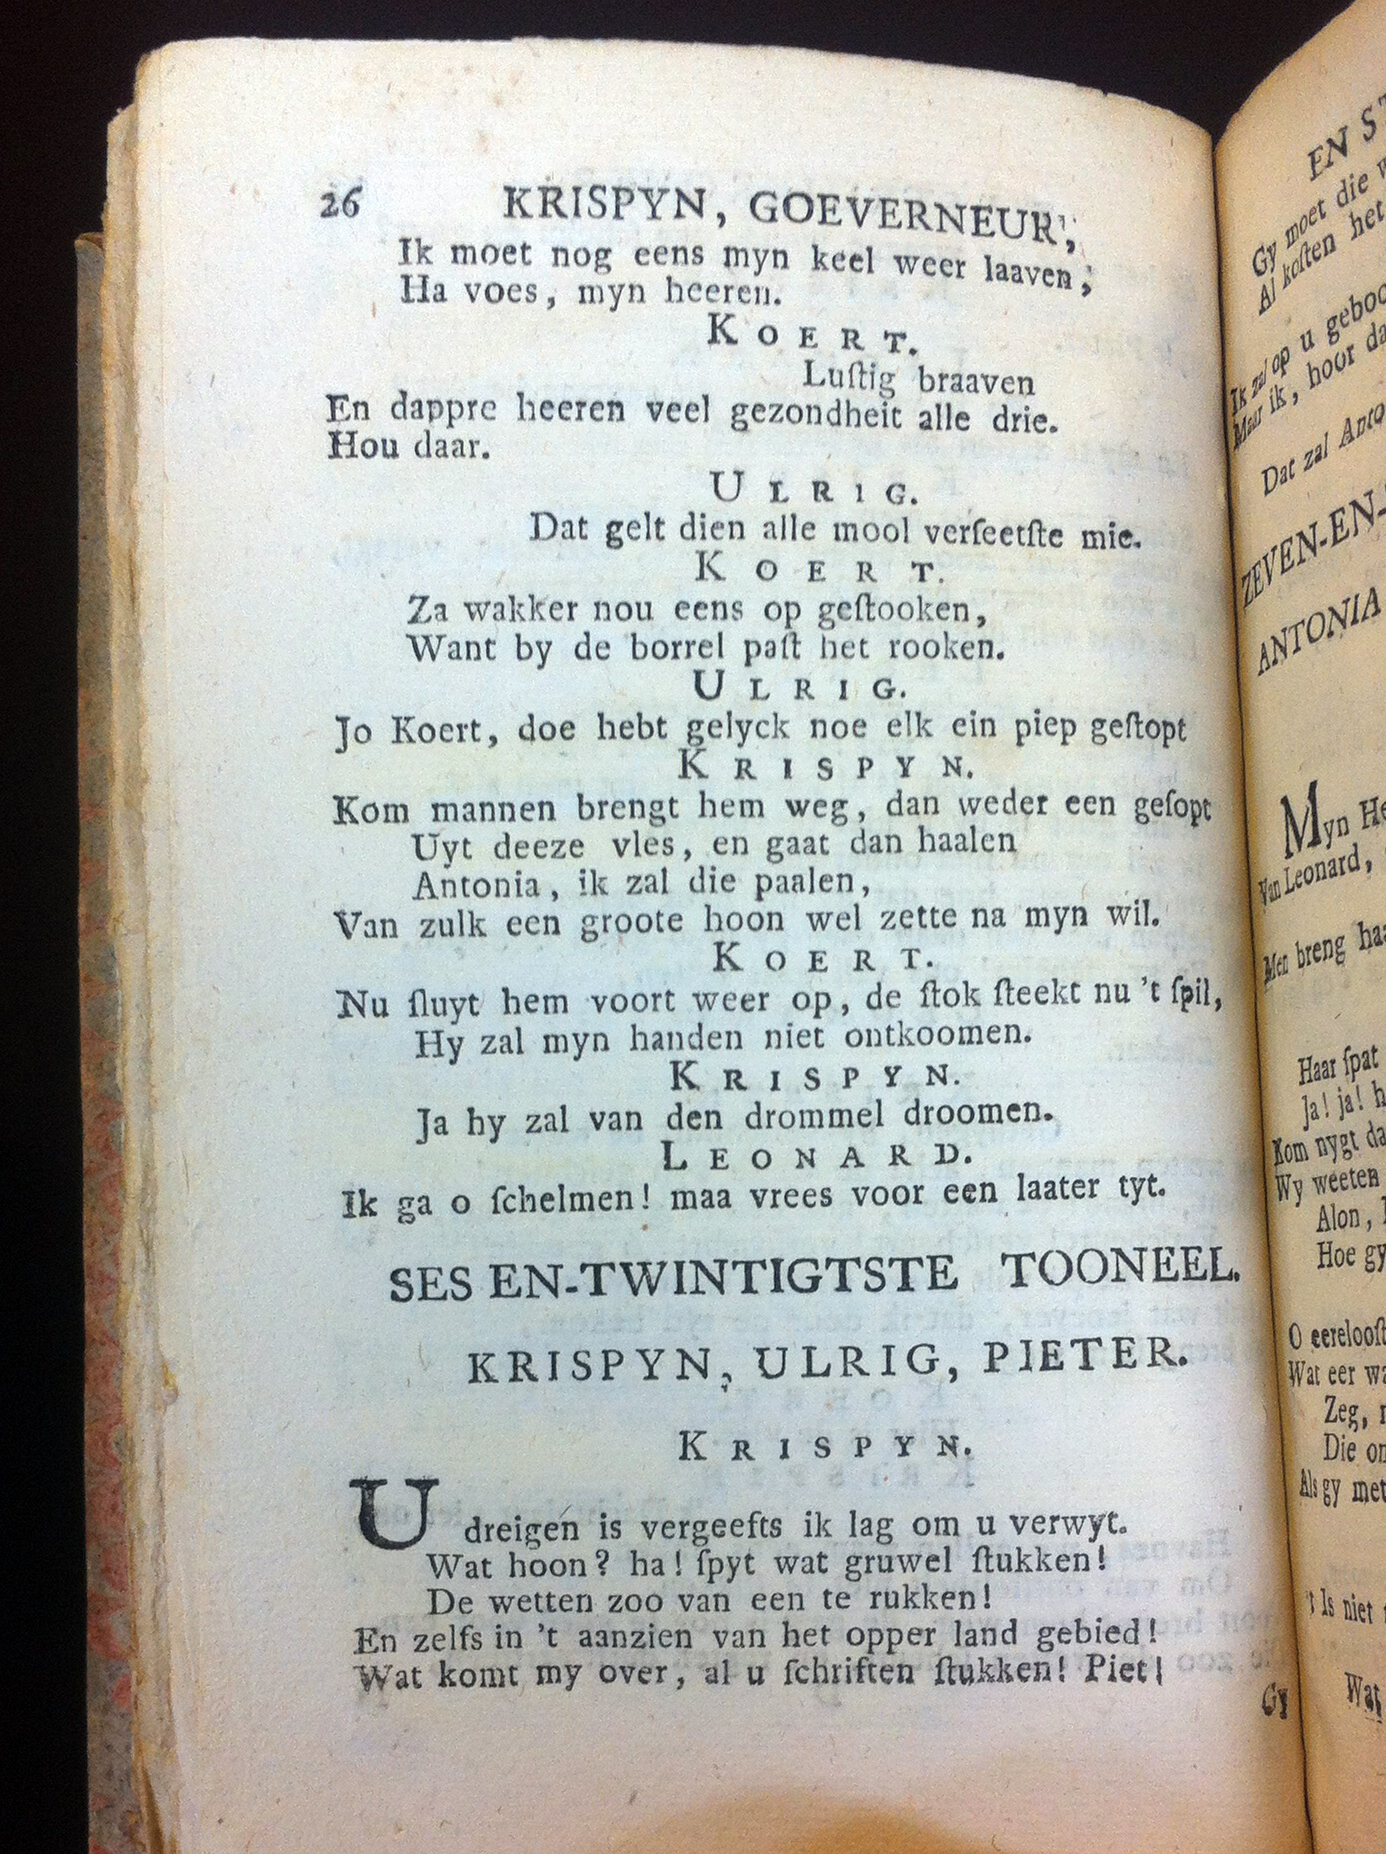 26 KRISPYN, GOEVERNEUR,
Ik moet nog eens myn keel weer laaven;
Ha voes, myn heeren.
KOERT.
Luſtig braaven
En dappre heeren veel gezondheit alle drie.
Hou daar.
ULRIG.
Dat gelt dien alle mool verſeetſte mie.
KOERT.
Za wakker nou eens op geſtooken,
Want by de borrel paſt het rooken.
ULRIG.
Jo Koert, doe hebt gelyck noe elk ein piep geſtopt
KRISPYN.
Kom mannen brengt hem weg, dan weder een geſopt
Uyt deeze vles, en gaat dan haalen
Antonia, ik zal die paalen,
Van zulk een groote hoon wel zette na myn wil.
KOERT.
Nu ſluyt hem voort weer op, de ſtok ſteekt nu 't ſpil,
Hy zal myn handen niet ontkoomen.
KRISPYN.
Ja hy zal van den drommel droomen.
LEONARD.
Ik ga o ſchelmen! maa vrees voor een laater tyt.
SES EN-TWINTIGTSTE TOONEEL.
KRISPYN, ULRIG, PIETER.
KRISPYN.
U dreigen is vergeefts ik lag om u verwyt.
Wat hoon? ha! ſpyt wat gruwel ſtukken!
De wetten zoo van een te rukken!
En zelfs in 't aanzien van het opper land gebied!
Wat komt my over, al u ſchriften ſtukken! Piet!
Gy
EN ST
Gy moet die
Al koſten het
Ik zal op u
Maar ik, hoor
Dat zal
ZEVEN-EN-
ANTONIA
Myn
Van Leonard,
Men breng
Haar ſpat
Ja! ja!
Kom nygt
Wy weeten
Alon,
Hoe gy
O
Wat eer
Zeg,
Die
Als gy met
't Is niet
Wat